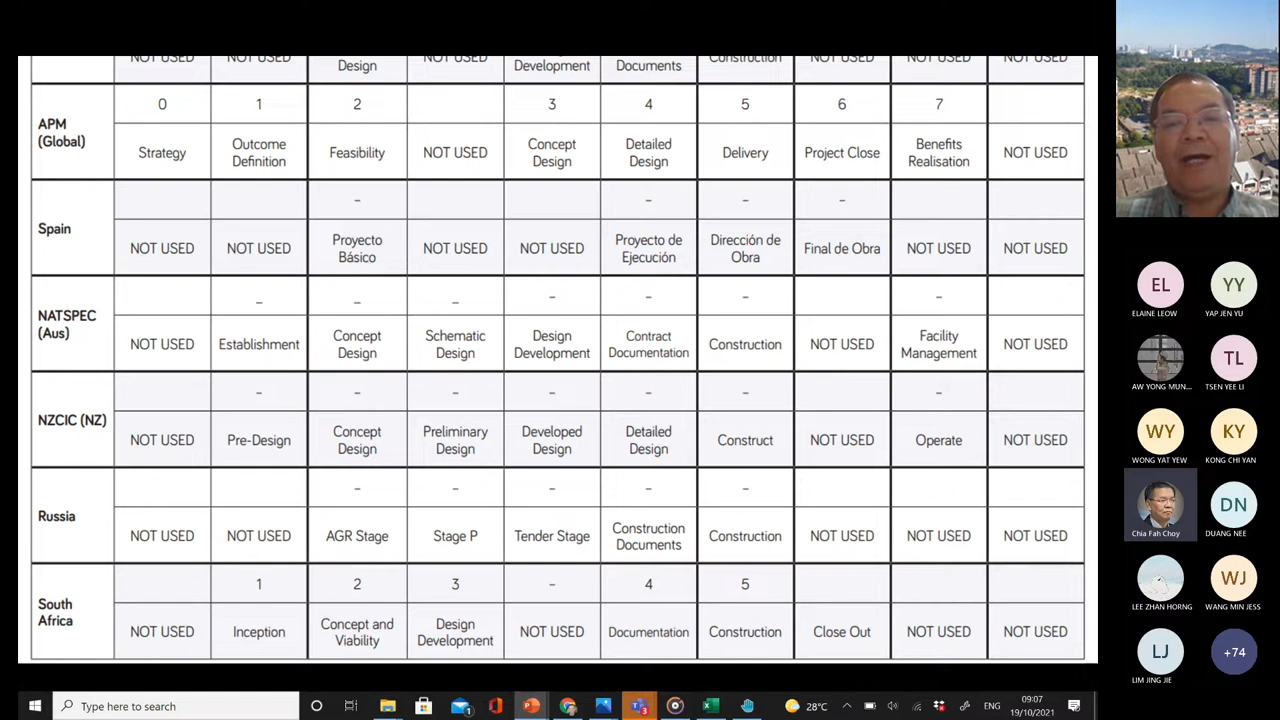 NOT USED NOT USED Design NOT USED Development Documents Construction NOT USED NOT USED NOT USED
0 1 2 3 4 5 6 7
APM
(Global)
Strategy Outcome Definition Feasibility NOT USED Concept Design Detailed Design Delivery Project Close Benefits Realisation NOT USED
– – – –
Spain
NOT USED NOT USED Proyecto Básico NOT USED NOT USED Proyecto de Ejecución Dirección de Obra Final de Obra NOT USED NOT USED
– – – – – – –
NATSPEC
(Aus)
NOT USED Establishment Concept Design Schematic Design Design Development Contract Documentation Construction NOT USED Facility Management NOT USED
– – – – – – –
NZCIC (NZ)
NOT USED Pre-Design Concept Design Preliminary Design Developed Design Detailed Design Construct NOT USED Operate NOT USED
– – – – –
Russia
NOT USED NOT USED AGR Stage Stage P Tender Stage Construction Documents Construction NOT USED NOT USED NOT USED
1 2 3 – 4 5
South
Africa
NOT USED Inception Concept and Viability Design Development NOT USED Documentation Construction Close Out NOT USED NOT USED
EL YY
ELAINE LEOW YAP JEN YU
TL
AW YONG MUN... TSEN YEE LI
WY KY
WONG YAT YEW KONG CHI YAN
DN
Chia Fah Choy DUANG NEE
WJ
LEE ZHAN HORNG WANG MIN JESS
LJ +74
LIM JING JIE
Type here to search
28°C ENG
09:07
19/10/2021